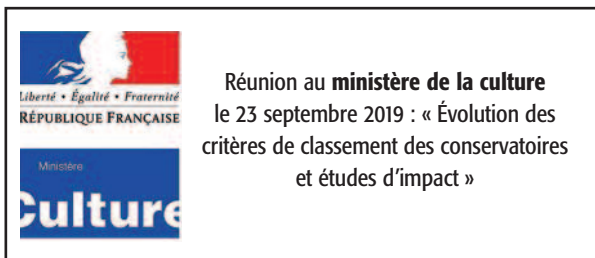 Liberté • Égalité • Fraternité
RÉPUBLIQUE FRANÇAISE
Ministère
Culture
Réunion au ministère de la culture
le 23 septembre 2019 : « Évolution des
critères de classement des conservatoires
et études d’impact »